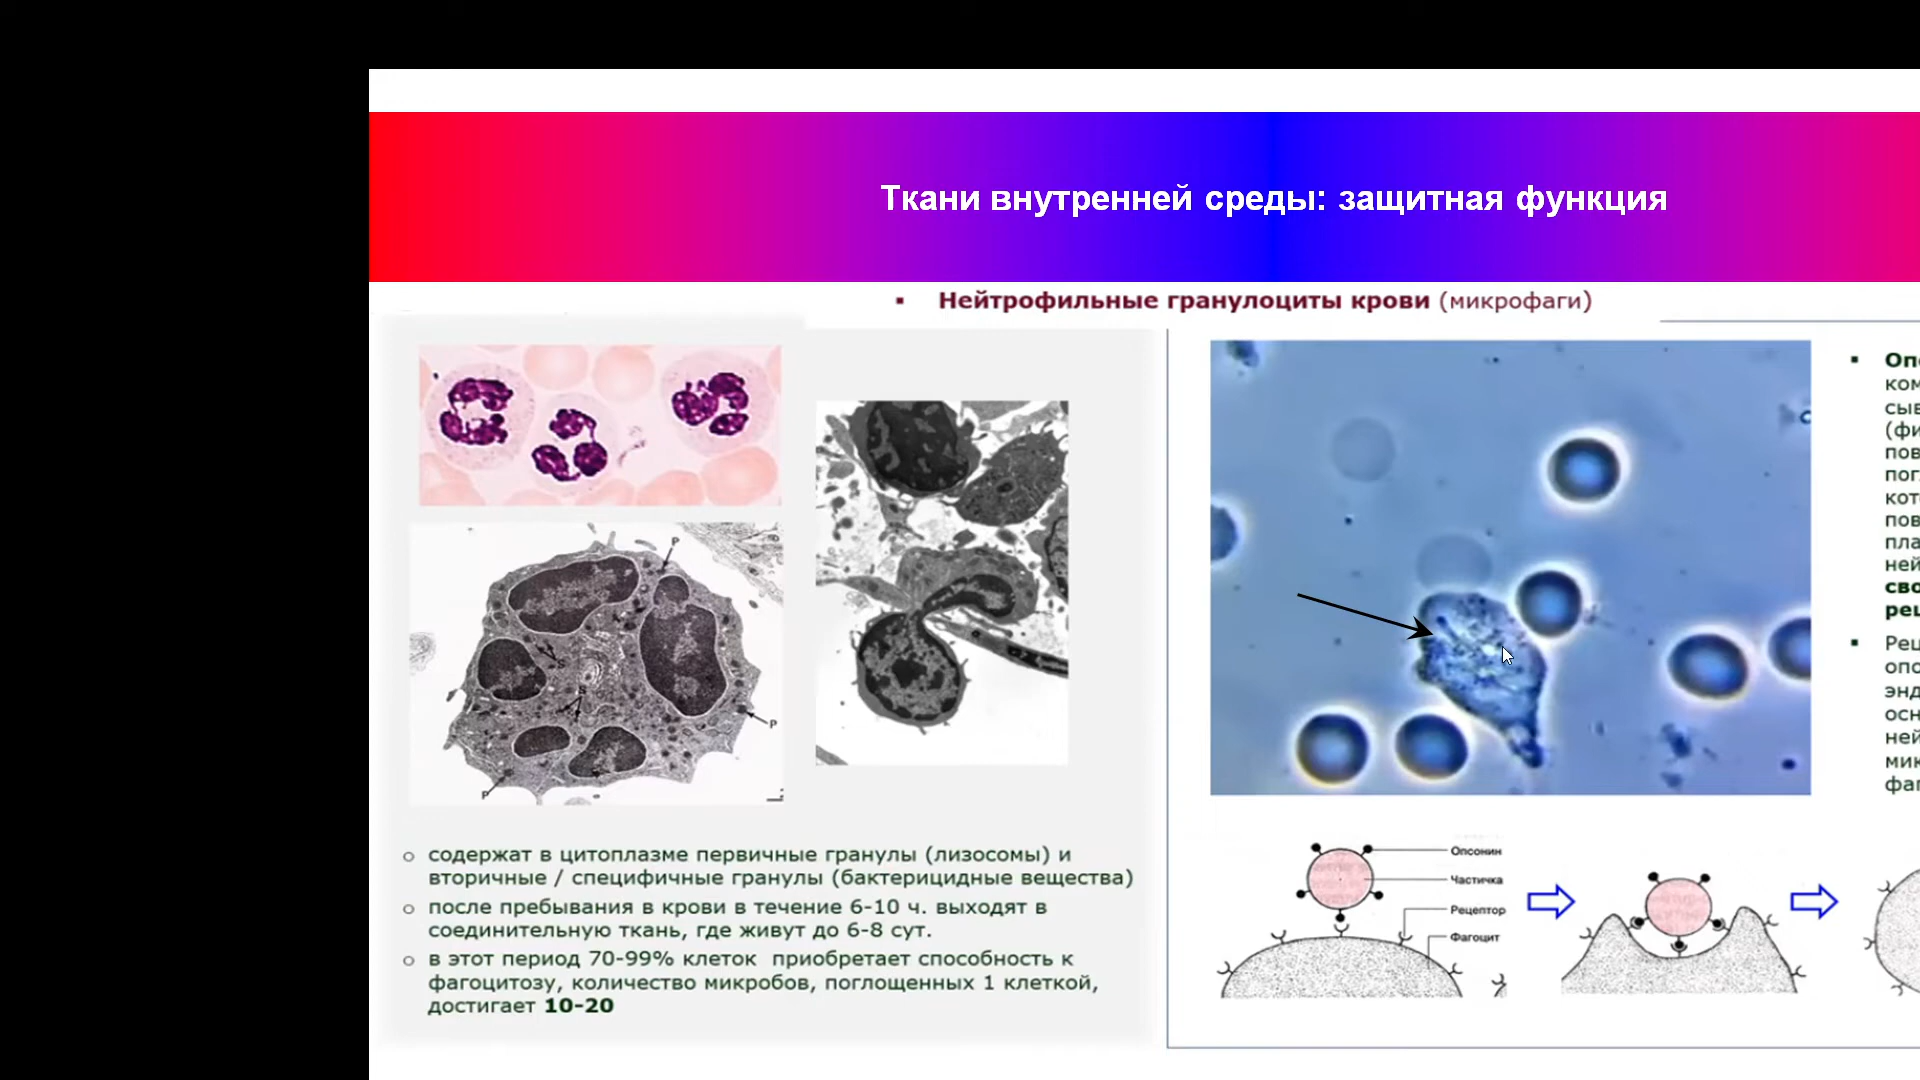 Ткани внутренней среды: защитная функция
▪ Нейтрофильные гранулоциты крови (микрофаги)
P
S
S
P
P
o содержат в цитоплазме первичные гранулы (лизосомы) и
вторичные / специфичные гранулы (бактерицидные вещества)
o после пребывания в крови в течение 6-10 ч. выходят в
соединительную ткань, где живут до 6-8 сут.
o в этот период 70-99% клеток приобретает способность к
фагоцитозу, количество микробов, поглощенных 1 клеткой,
достигает 10-20
Опсонин
Частичка
Рецептор
Фагоцит